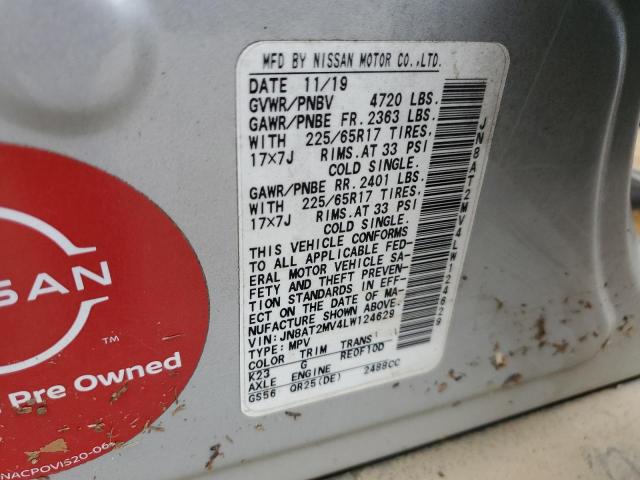 MFD BY NISSAN MOTOR CO.,LTD.
DATE 11/19
GVWR/PNBV 4720 LBS.
GAWR/PNBE FR. 2363 LBS.
WITH 225/65R17 TIRES,
17×7J RIMS. AT 33 PSI
COLD SINGLE.
GAWR/PNBE RR. 2401 LBS.
WITH 225/65R17 TIRES,
17×7J RIMS. AT 33 PSI
COLD SINGLE.
THIS VEHICLE CONFORMS
TO ALL APPLICABLE FED-
ERAL MOTOR VEHICLE SA-
FETY AND THEFT PREVEN-
TION STANDARDS IN EFF-
ECT ON THE DATE OF MA-
NUFACTURE SHOWN ABOVE.
VIN: JN8AT2MV4LW124629
TYPE: MPV
COLOR TRIM TRANS
K23 G RE0F10D
AXLE ENGINE
GS56 QR25(DE) 2488CC
JN8AT2MV4LW124629
SSAN
Pre Owned
NACPOVIS20-06